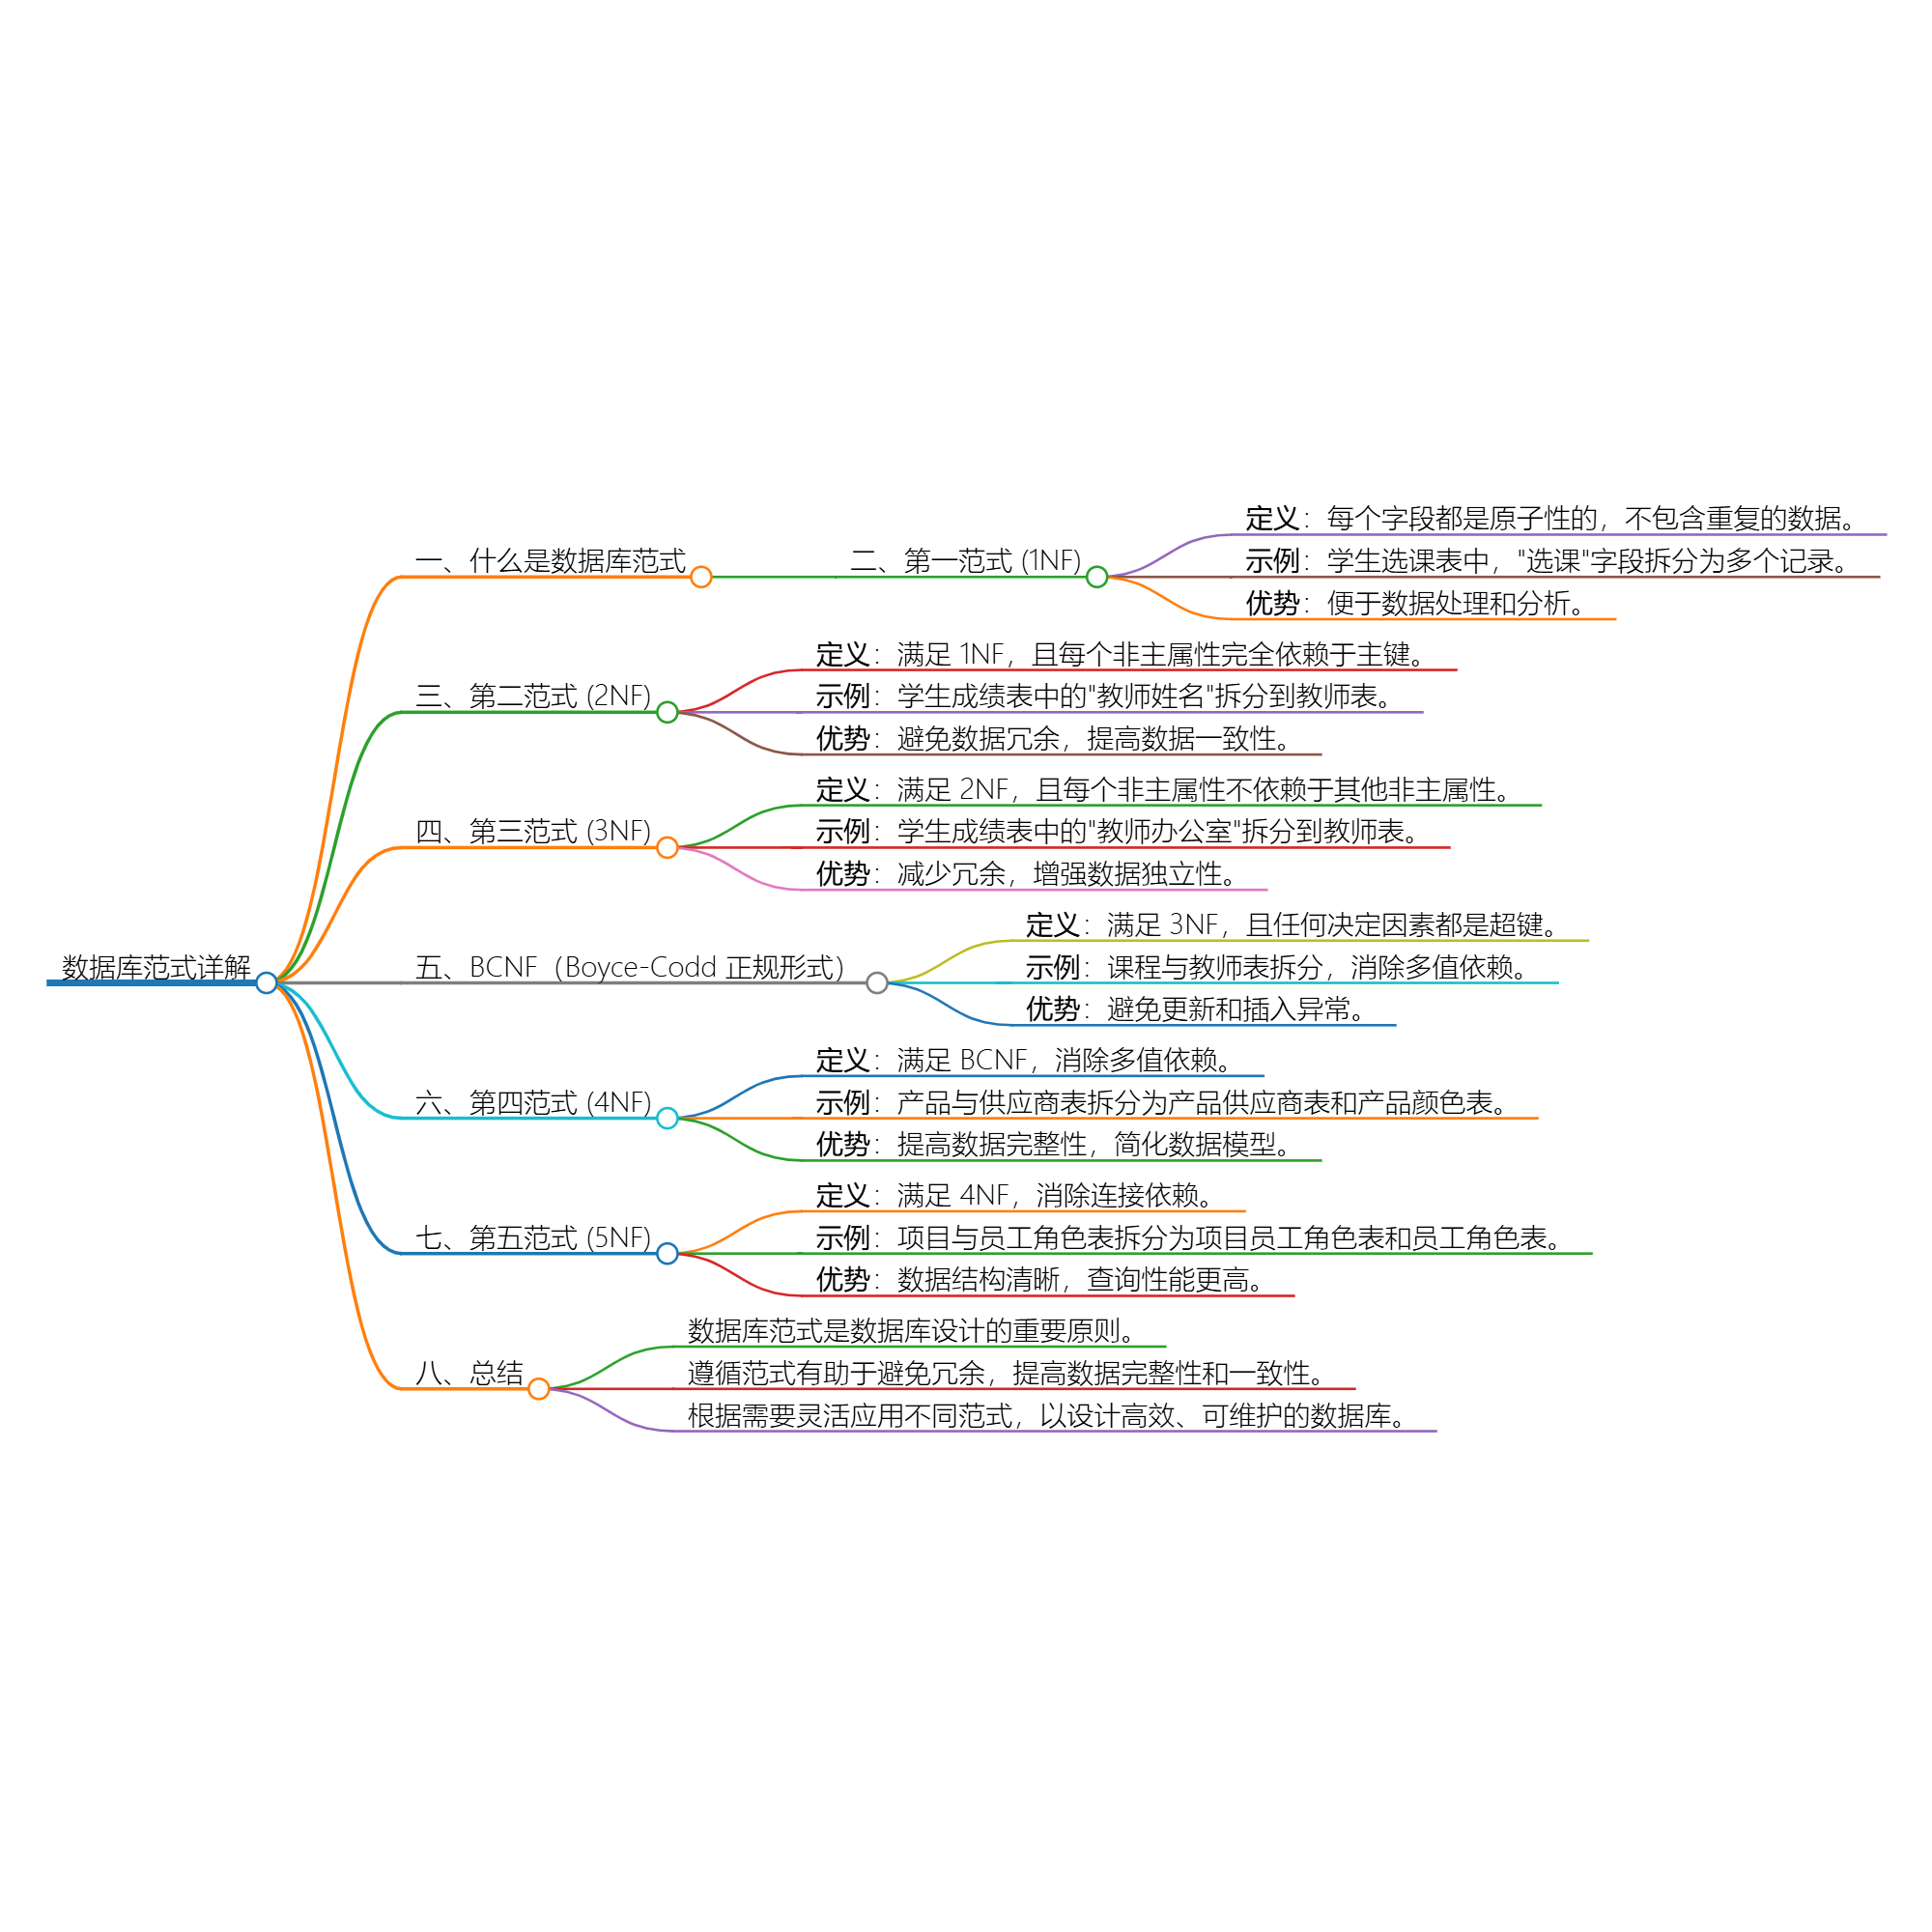 数据库范式详解
一、什么是数据库范式
二、第一范式 (1NF)
定义：每个字段都是原子性的，不包含重复的数据。
示例：学生选课表中，"选课"字段拆分为多个记录。
优势：便于数据处理和分析。
三、第二范式 (2NF)
定义：满足 1NF，且每个非主属性完全依赖于主键。
示例：学生成绩表中的"教师姓名"拆分到教师表。
优势：避免数据冗余，提高数据一致性。
四、第三范式 (3NF)
定义：满足 2NF，且每个非主属性不依赖于其他非主属性。
示例：学生成绩表中的"教师办公室"拆分到教师表。
优势：减少冗余，增强数据独立性。
五、BCNF（Boyce-Codd 正规形式）
定义：满足 3NF，且任何决定因素都是超键。
示例：课程与教师表拆分，消除多值依赖。
优势：避免更新和插入异常。
六、第四范式 (4NF)
定义：满足 BCNF，消除多值依赖。
示例：产品与供应商表拆分为产品供应商表和产品颜色表。
优势：提高数据完整性，简化数据模型。
七、第五范式 (5NF)
定义：满足 4NF，消除连接依赖。
示例：项目与员工角色表拆分为项目员工角色表和员工角色表。
优势：数据结构清晰，查询性能更高。
八、总结
数据库范式是数据库设计的重要原则。
遵循范式有助于避免冗余，提高数据完整性和一致性。
根据需要灵活应用不同范式，以设计高效、可维护的数据库。